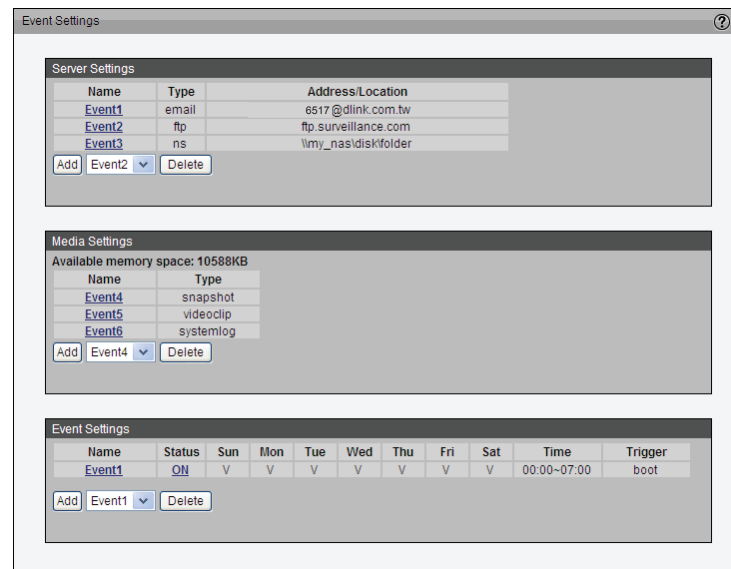 Event Settings ?
Server Settings
Name Type Address/Location
Event1 email 6517@dlink.com.tw
Event2 ftp ftp.surveillance.com
Event3 ns \\my_nas\disk\folder
Add Event2 Delete
Media Settings
Available memory space: 10588KB
Name Type
Event4 snapshot
Event5 videoclip
Event6 systemlog
Add Event4 Delete
Event Settings
Name Status Sun Mon Tue Wed Thu Fri Sat Time Trigger
Event1 ON V V V V V V V 00:00~07:00 boot
Add Event1 Delete